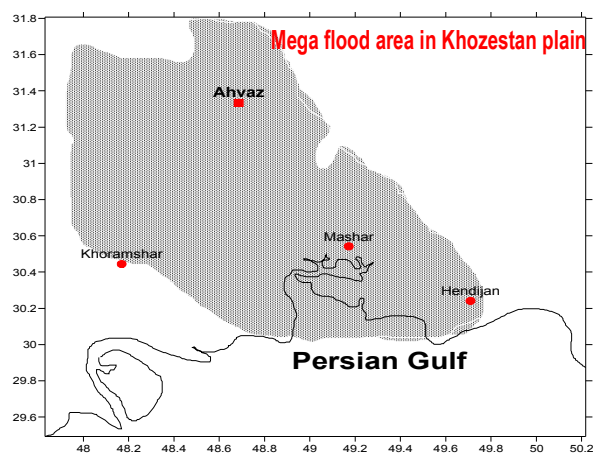 Mega flood area in Khozestan plain
31.8
31.6
31.4
31.2
31
30.8
30.6
30.4
30.2
30
29.8
29.6
Ahvaz
Mashar
Khoramshar
Hendijan
Persian Gulf
48 48.2 48.4 48.6 48.8 49 49.2 49.4 49.6 49.8 50 50.2